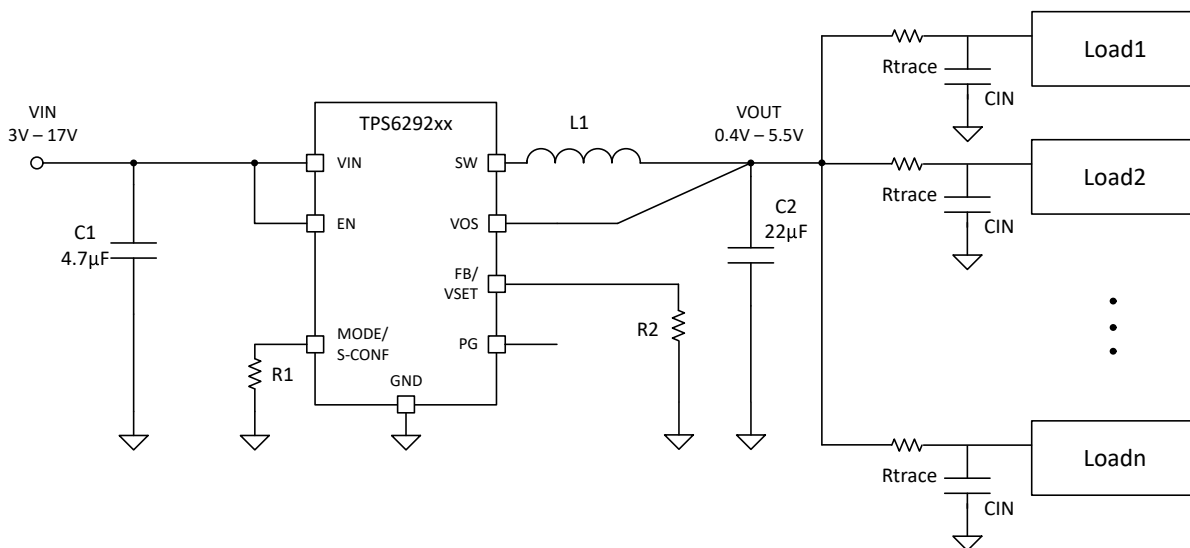 VIN
3V – 17V
C1
4.7µF
TPS6292xx
VIN
EN
MODE/
S-CONF
GND
SW
VOS
FB/
VSET
PG
R1
L1
R2
VOUT
0.4V – 5.5V
C2
22µF
Rtrace
CIN
Load1
Rtrace
CIN
Load2
Rtrace
CIN
Loadn